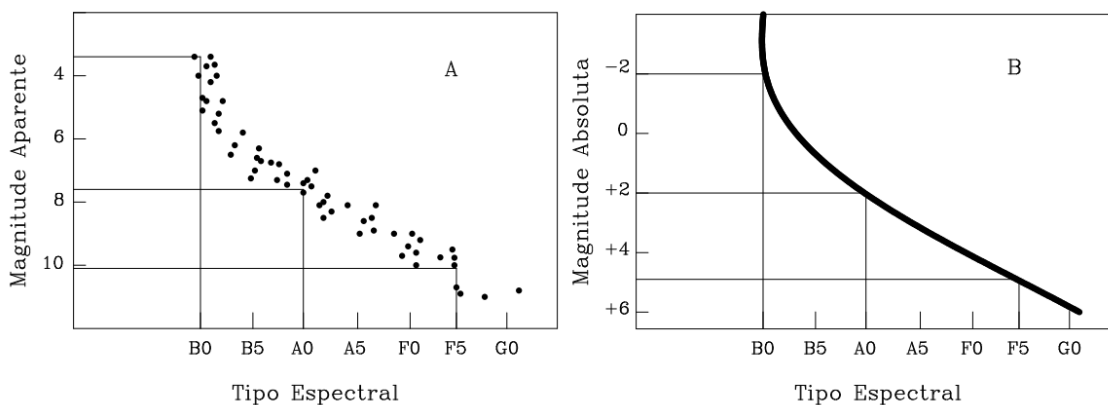 A
Magnitude Aparente
4
6
8
10
B0 B5 A0 A5 F0 F5 G0
Tipo Espectral
B
Magnitude Absoluta
-2
0
+2
+4
+6
B0 B5 A0 A5 F0 F5 G0
Tipo Espectral